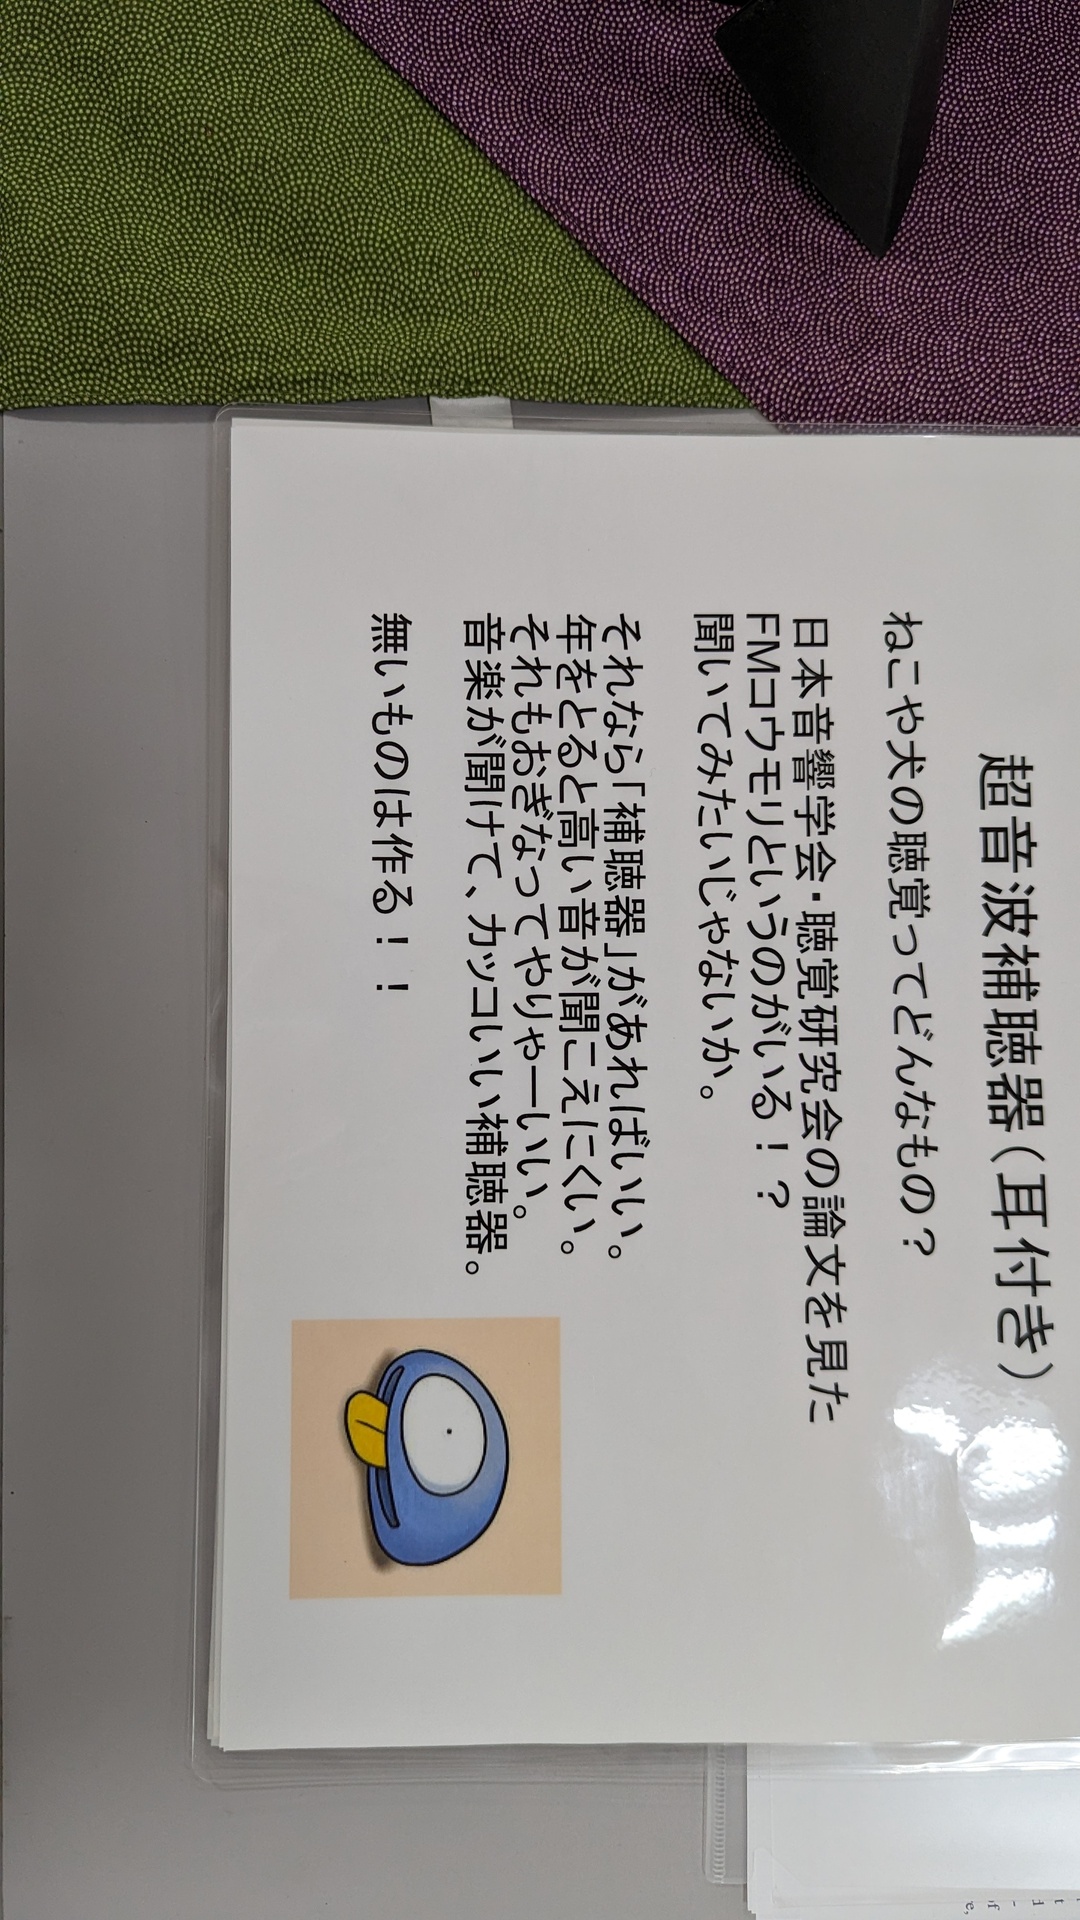 超音波補聴器(耳付き)
ねこや犬の聴覚ってどんなもの?
日本音響学会・聴覚研究会の論文を見た
FMコウモリというのがいる!?
聞いてみたいじゃないか。
それなら「補聴器」があればいい。
年をとると高い音が聞こえにくい。
それもおぎなってやりゃーいい。
音楽が聞けて、カッコいい補聴器。
無いものは作る!!